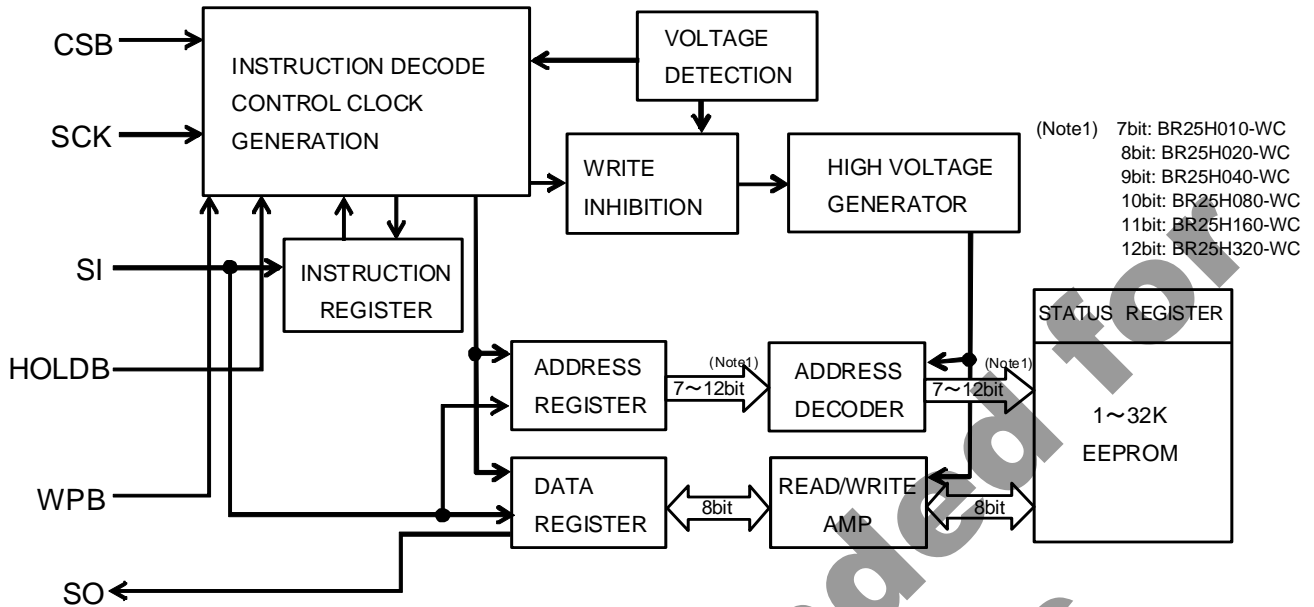 CSB
SCK
SI
HOLDB
WPB
SO
INSTRUCTION DECODE
CONTROL CLOCK
GENERATION
VOLTAGE
DETECTION
WRITE
INHIBITION
HIGH VOLTAGE
GENERATOR
INSTRUCTION
REGISTER
ADDRESS
REGISTER
(Note1)
7～12bit
ADDRESS
DECODER
(Note1)
7～12bit
DATA
REGISTER
8bit
READ/WRITE
AMP
8bit
STATUS REGISTER
1～32K
EEPROM
(Note1) 7bit: BR25H010-WC
8bit: BR25H020-WC
9bit: BR25H040-WC
10bit: BR25H080-WC
11bit: BR25H160-WC
12bit: BR25H320-WC
ded for